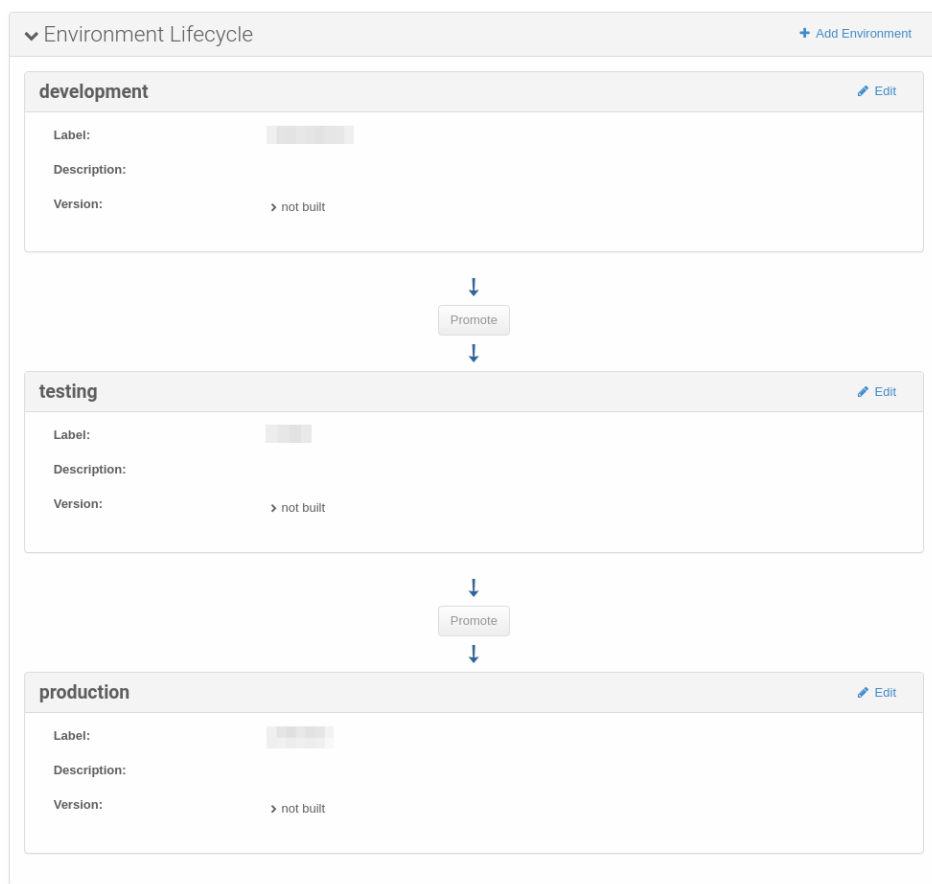 Environment Lifecycle
Add Environment
development
Edit
Label:
Description:
Version: not built
Promote
testing
Edit
Label:
Description:
Version: not built
Promote
production
Edit
Label:
Description:
Version: not built